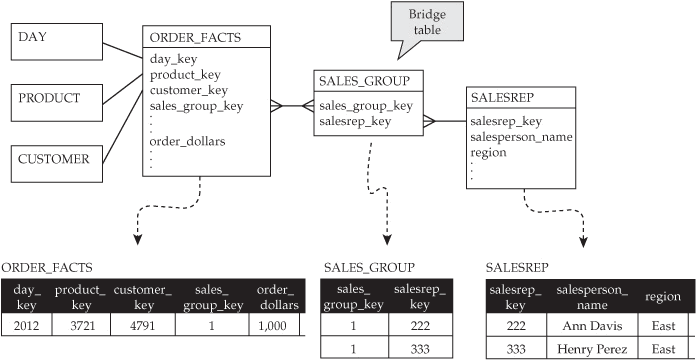 Bridge
table
DAY
PRODUCT
CUSTOMER
ORDER_FACTS
day_key
product_key
customer_key
sales_group_key
.
.
.
order_dollars
.
.
SALES_GROUP
sales_group_key
salesrep_key
SALESREP
salesrep_key
salesperson_name
region
.
.
.
ORDER_FACTS
day_ product_ customer_ sales_ order_
key key key group_key dollars
2012 3721 4791 1 1,000
SALES_GROUP
sales_ salesrep_
group_key key
1 222
1 333
SALESREP
salesrep_ salesperson_ region
key name
222 Ann Davis East
333 Henry Perez East